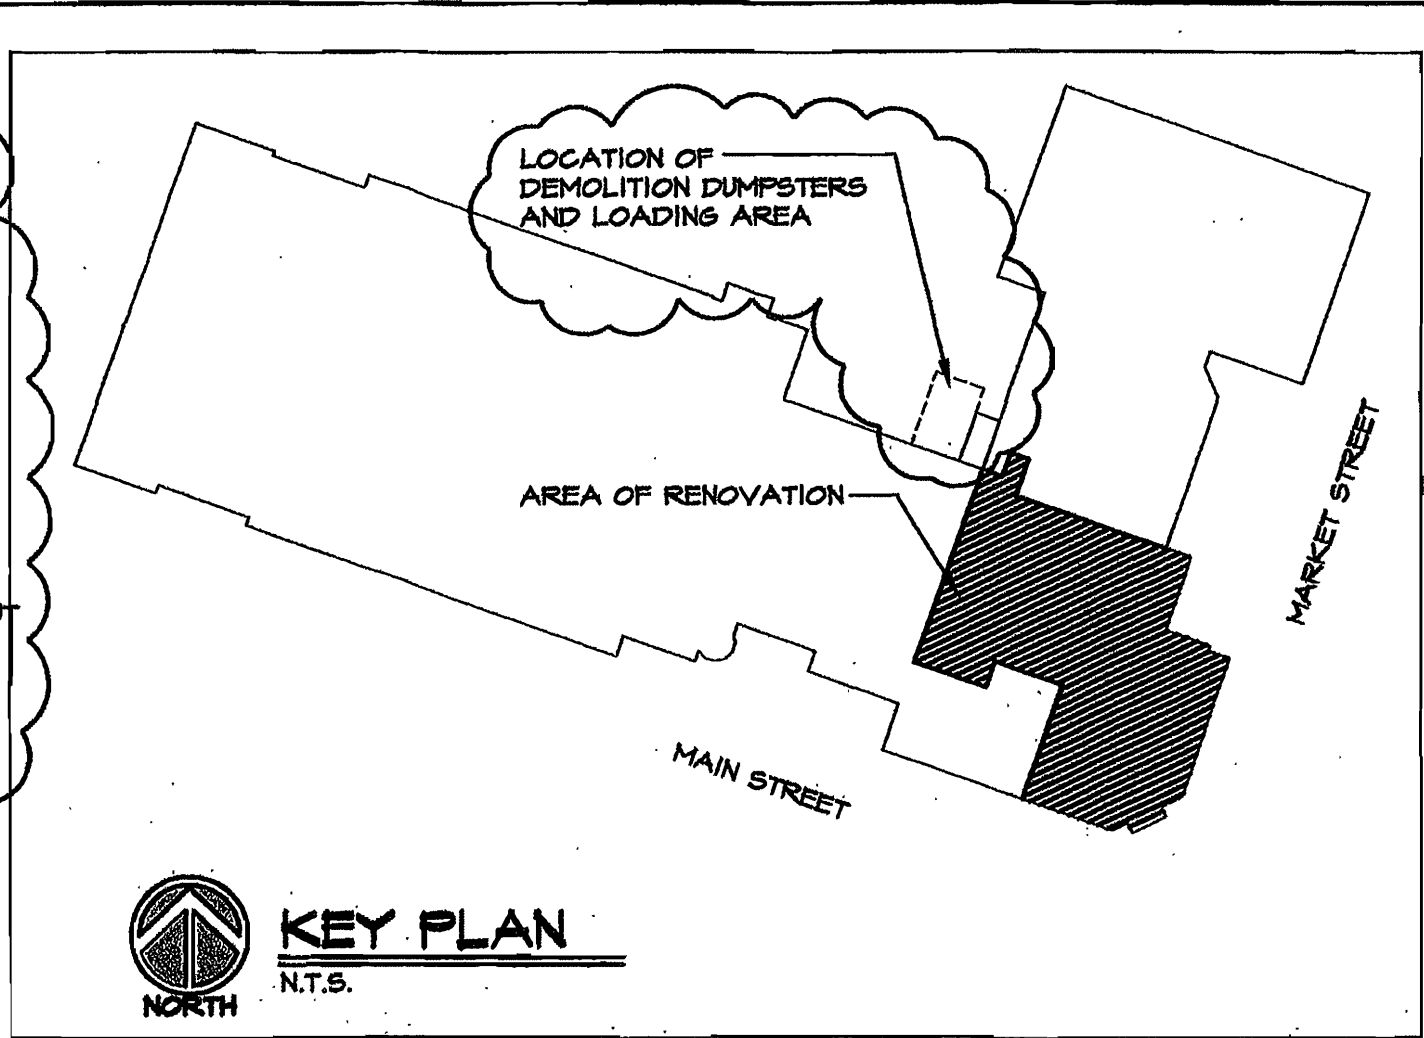 LOCATION OF
DEMOLITION DUMPSTERS
AND LOADING AREA
AREA OF RENOVATION
MARKET STREET
MAIN STREET
KEY PLAN
N.T.S.
NORTH